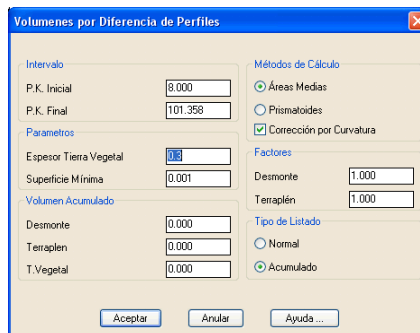 Volumenes por Diferencia de Perfiles
Intervalo
P.K. Inicial 8.000
P.K. Final 101.358
Parametros
Espesor Tierra Vegetal 0.3
Superficie Mínima 0.001
Volumen Acumulado
Desmonte 0.000
Terraplen 0.000
T.Vegetal 0.000
Métodos de Cálculo
Áreas Medias
Prismatoides
Corrección por Curvatura
Factores
Desmonte 1.000
Terraplén 1.000
Tipo de Listado
Normal
Acumulado
Aceptar Anular Ayuda ...